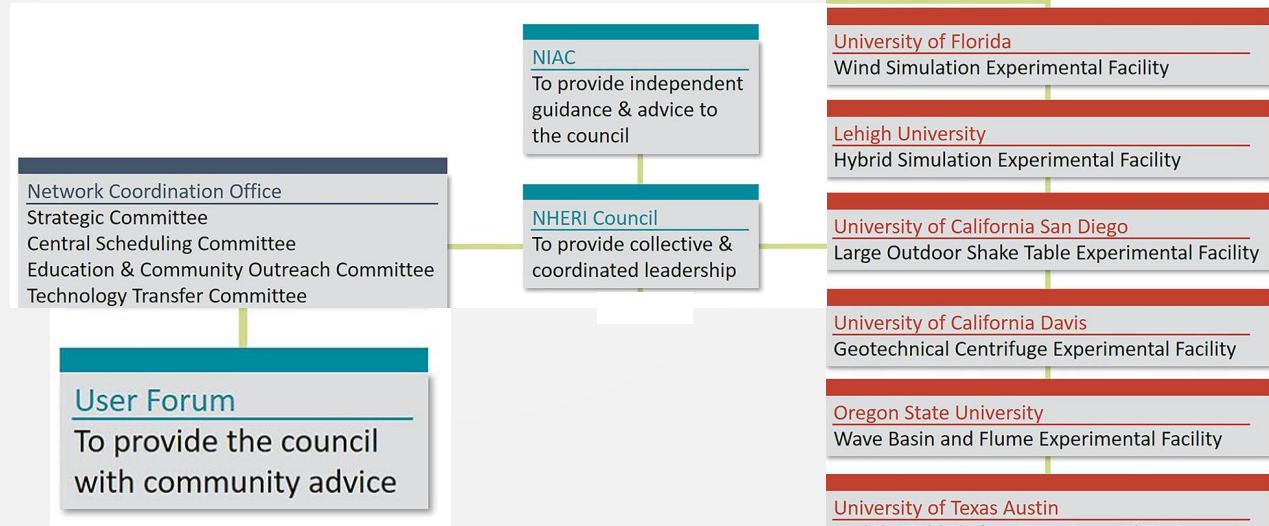 NIAC
To provide independent
guidance & advice to
the council
Network Coordination Office
Strategic Committee
Central Scheduling Committee
Education & Community Outreach Committee
Technology Transfer Committee
NHERI Council
To provide collective &
coordinated leadership
User Forum
To provide the council
with community advice
University of Florida
Wind Simulation Experimental Facility
Lehigh University
Hybrid Simulation Experimental Facility
University of California San Diego
Large Outdoor Shake Table Experimental Facility
University of California Davis
Geotechnical Centrifuge Experimental Facility
Oregon State University
Wave Basin and Flume Experimental Facility
University of Texas Austin